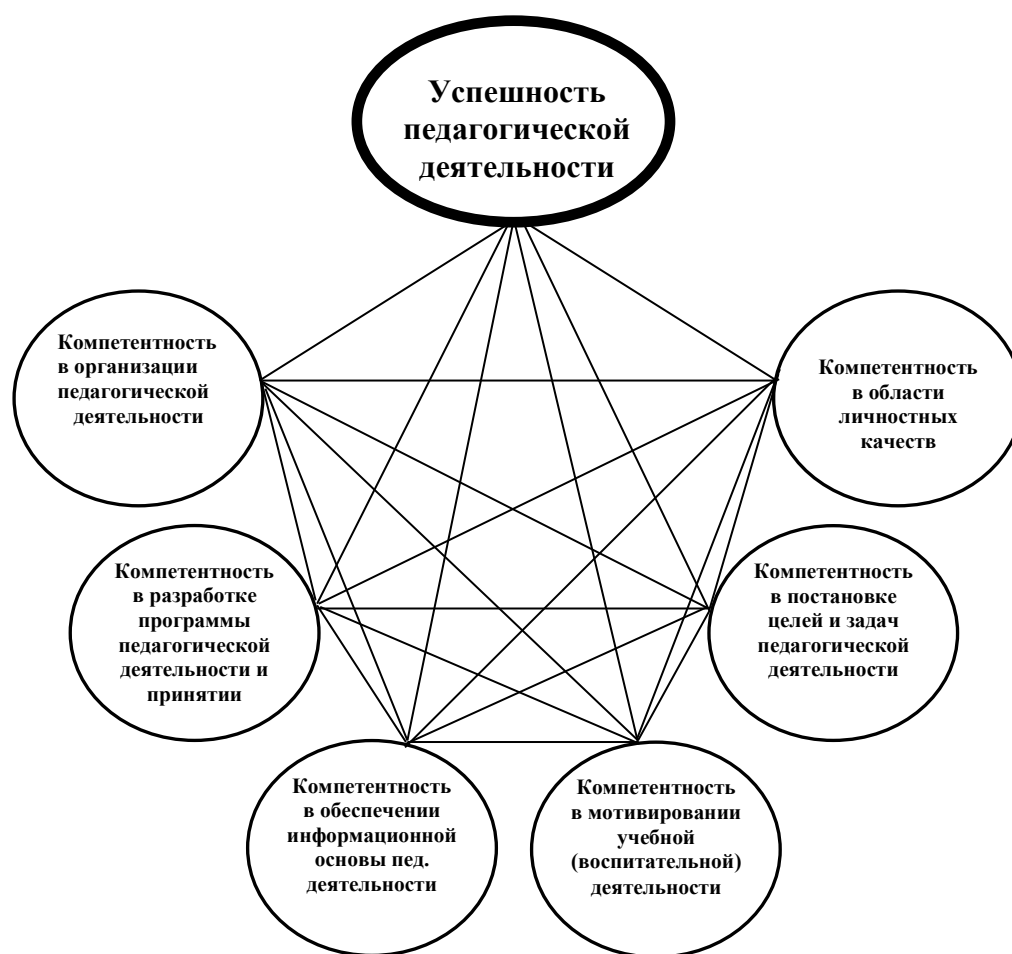 Успешность
педагогической
деятельности
Компетентность
в организации
педагогической
деятельности
Компетентность
в области
личностных
качеств
Компетентность
в разработке
программы
педагогической
деятельности и
принятии
Компетентность
в постановке
целей и задач
педагогической
деятельности
Компетентность
в обеспечении
информационной
основы пед.
деятельности
Компетентность
в мотивировании
учебной
(воспитательной)
деятельности